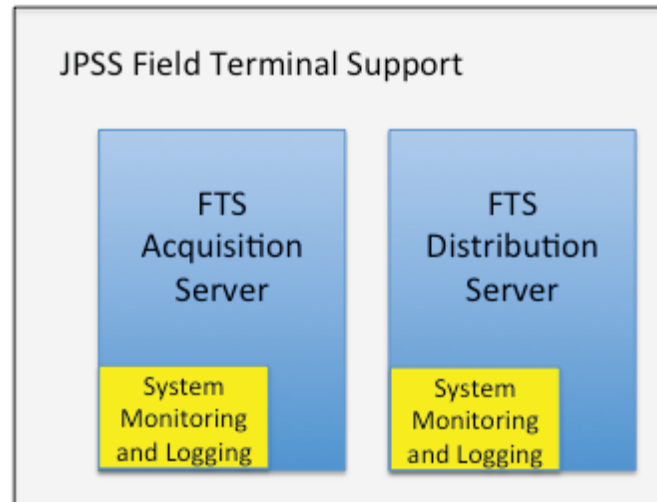 JPSS Field Terminal Support
FTS
Acquisition
Server
System
Monitoring
and Logging
FTS
Distribution
Server
System
Monitoring
and Logging